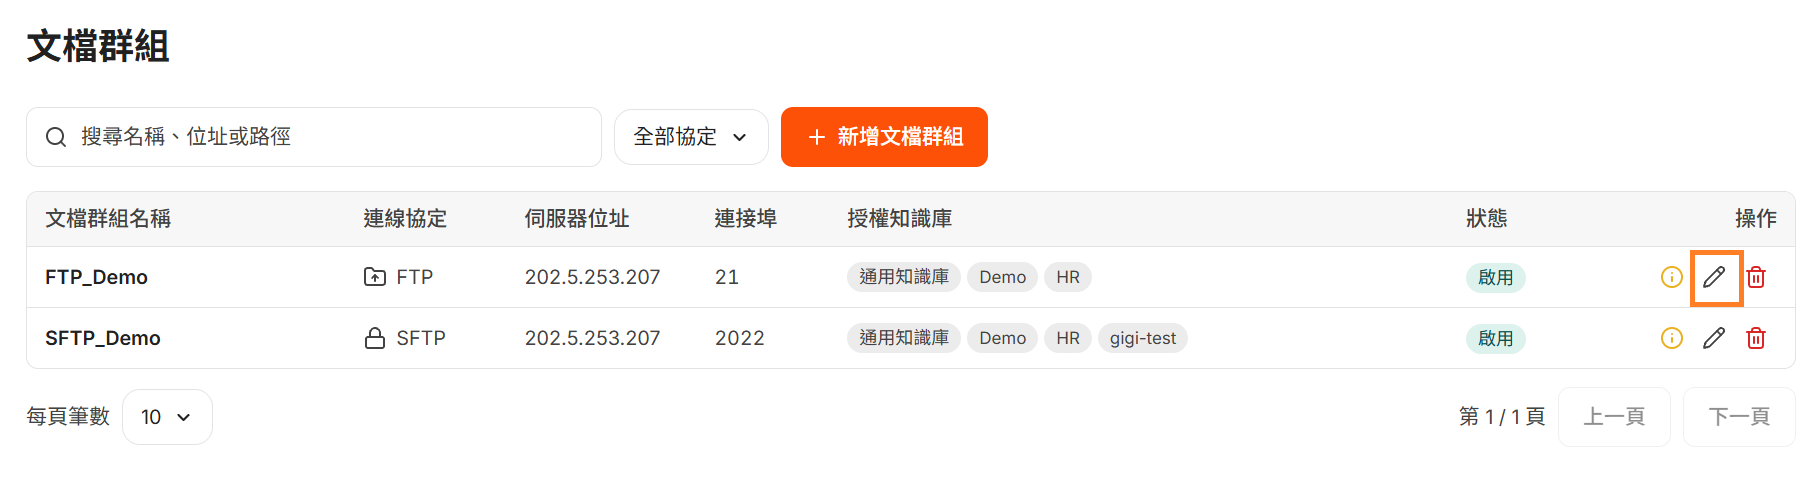 文檔群組
搜尋名稱、位址或路徑 全部協定 新增文檔群組
文檔群組名稱 連線協定 伺服器位址 連接埠 授權知識庫 狀態 操作
FTP_Demo FTP 202.5.253.207 21 通用知識庫 Demo HR 啟用
SFTP_Demo SFTP 202.5.253.207 2022 通用知識庫 Demo HR gigi-test 啟用
每頁筆數 10 第 1 / 1 頁 上一頁 下一頁